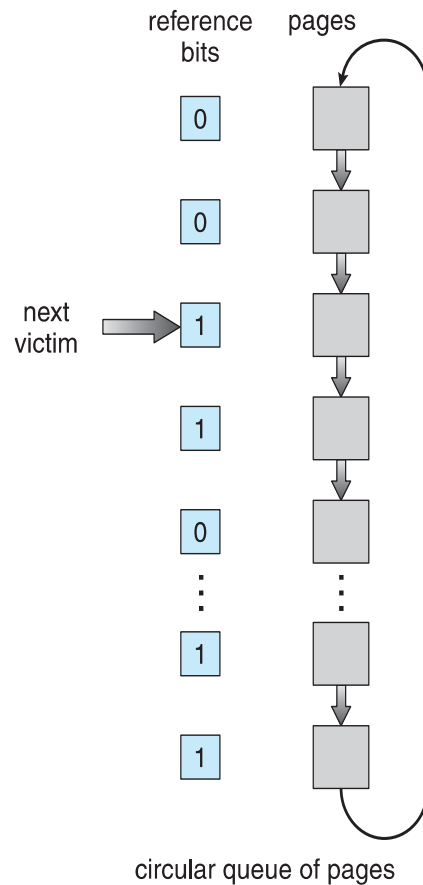 reference bits
pages
0
0
next victim
1
1
0
1
1
circular queue of pages